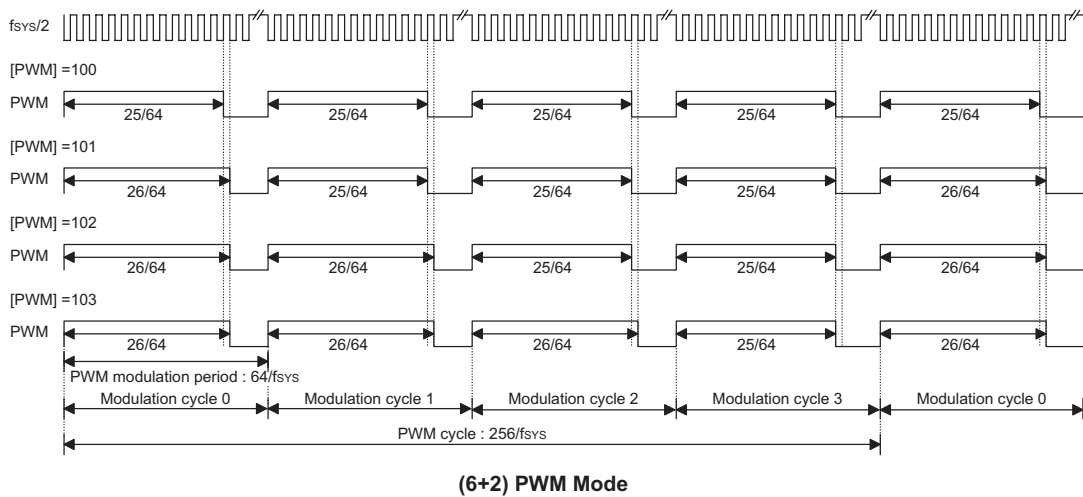 fSYS/2
[PWM] =100
PWM
25/64 25/64 25/64 25/64 25/64
[PWM] =101
PWM
26/64 25/64 25/64 25/64 26/64
[PWM] =102
PWM
26/64 26/64 25/64 25/64 26/64
[PWM] =103
PWM
26/64 26/64 26/64 25/64 26/64
PWM modulation period : 64/fSYS
Modulation cycle 0 Modulation cycle 1 Modulation cycle 2 Modulation cycle 3 Modulation cycle 0
PWM cycle : 256/fSYS
(6+2) PWM Mode